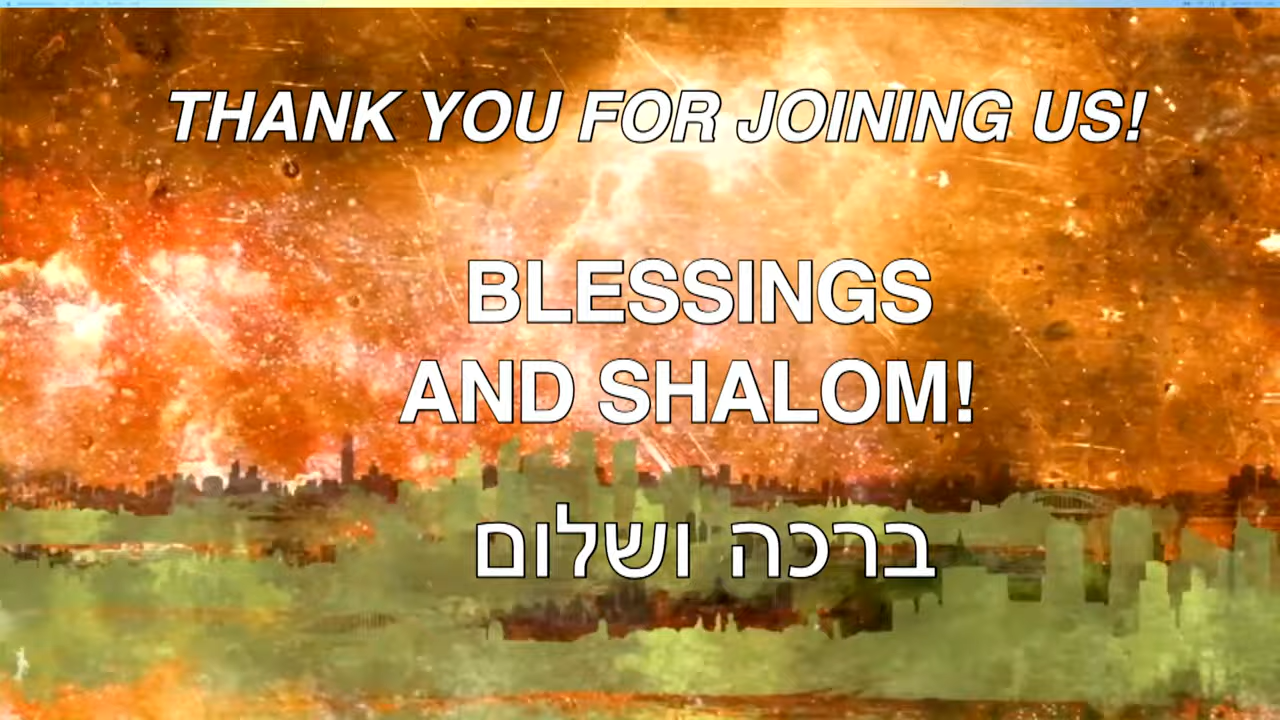 THANK YOU FOR JOINING US!
BLESSINGS
AND SHALOM!
ברכה ושלום